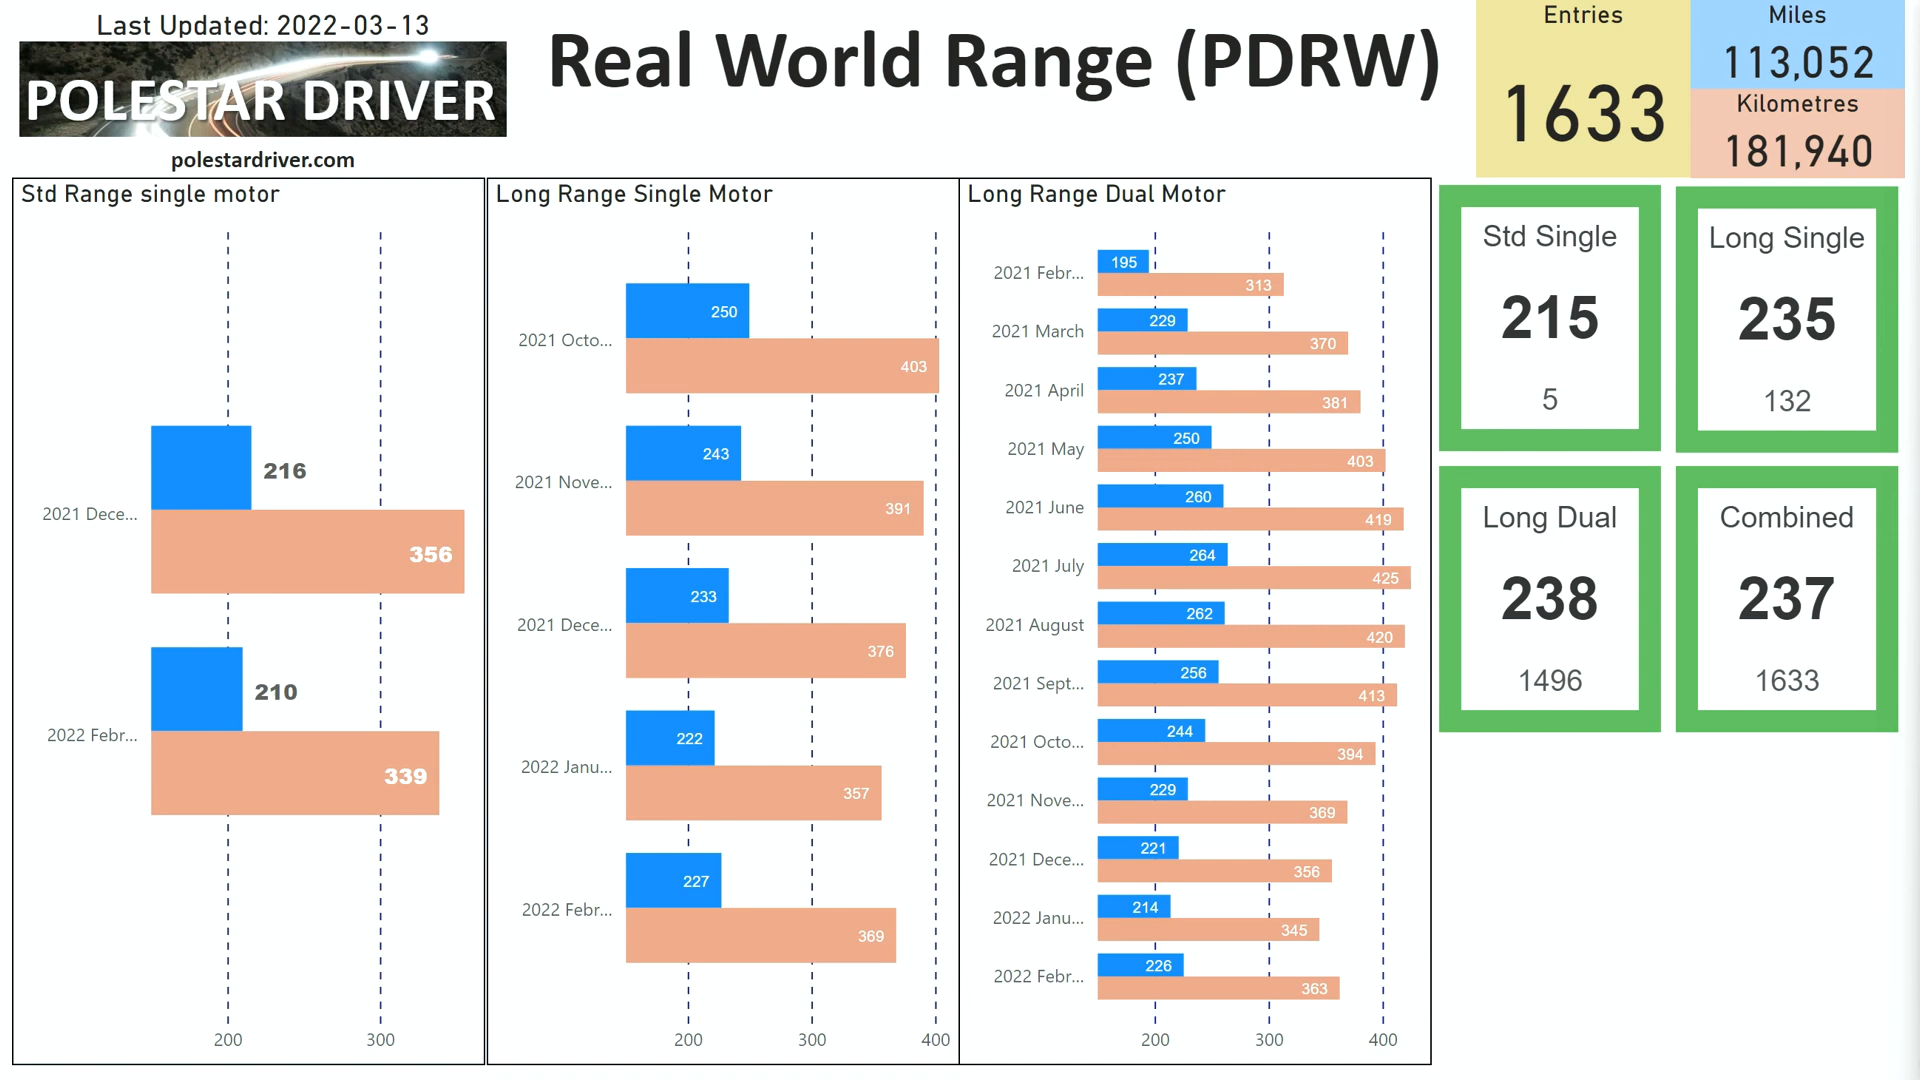 Last Updated: 2022-03-13
POLESTAR DRIVER
polestardriver.com
Real World Range (PDRW)
Entries
1633
Miles
113,052
Kilometres
181,940
Std Range single motor
2021 Dece...
216
356
2022 Febr...
210
339
200 300
Long Range Single Motor
2021 Octo...
250
403
2021 Nove...
243
391
2021 Dece...
233
376
2022 Janu...
222
357
2022 Febr...
227
369
200 300 400
Long Range Dual Motor
2021 Febr...
195
313
2021 March
229
370
2021 April
237
381
2021 May
250
403
2021 June
260
419
2021 July
264
425
2021 August
262
420
2021 Sept...
256
413
2021 Octo...
244
394
2021 Nove...
229
369
2021 Dece...
221
356
2022 Janu...
214
345
2022 Febr...
226
363
200 300 400
Std Single
215
5
Long Single
235
132
Long Dual
238
1496
Combined
237
1633